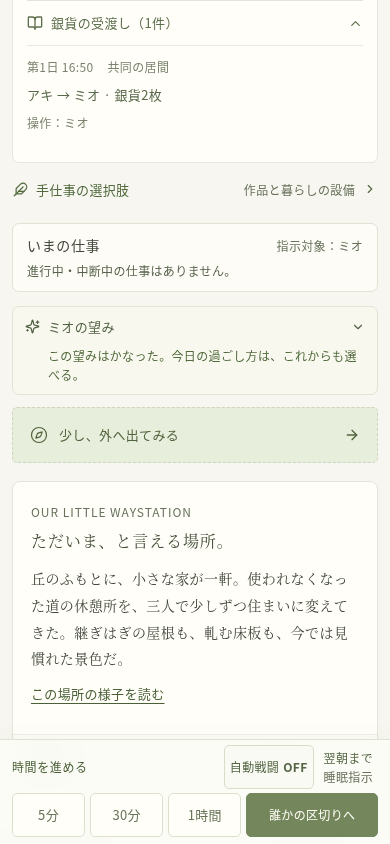 銀貨の受渡し（1件）
第1日 16:50 共同の居間
アキ → ミオ · 銀貨2枚
操作：ミオ
手仕事の選択肢 作品と暮らしの設備
いまの仕事 指示対象：ミオ
進行中・中断中の仕事はありません。
ミオの望み
この望みはかなった。今日の過ごし方は、これからも選
べる。
少し、外へ出てみる
OUR LITTLE WAYSTATION
ただいま、と言える場所。
丘のふもとに、小さな家が一軒。使われなくなっ
た道の休憩所を、三人で少しずつ住まいに変えて
きた。継ぎはぎの屋根も、軋む床板も、今では見
慣れた景色だ。
この場所の様子を読む
時間を進める 自動戦闘 OFF 翌朝まで
睡眠指示
5分 30分 1時間 誰かの区切りへ